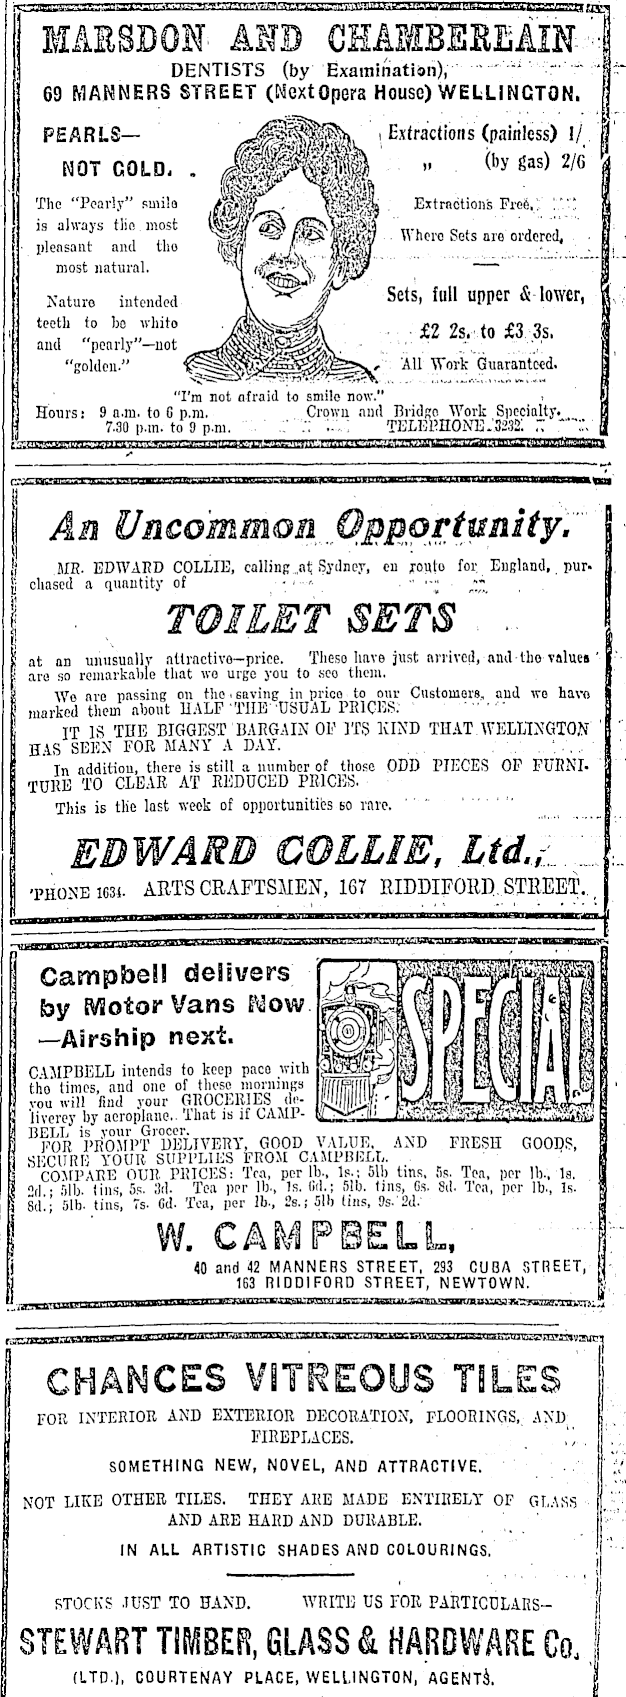 MARSDON AND CHAMBERLAIN
DENTISTS (by Examination),
69 MANNERS STREET (Next Opera House) WELLINGTON.
PEARLS—
NOT GOLD.
The "Pearly" smile
is always the most
pleasant and the
most natural.
Nature intended
teeth to be white
and "pearly"—not
"golden."
Extractions (painless) 1/
„ (by gas) 2/6
Extractions Free,
Where Sets are ordered,
Sets, full upper & lower,
£2 2s. to £3 3s.
All Work Guaranteed.
"I'm not afraid to smile now."
Hours: 9 a.m. to 6 p.m.
7.30 p.m. to 9 p.m.
Crown and Bridge Work Specialty.
TELEPHONE 3232.
An Uncommon Opportunity.
MR. EDWARD COLLIE, calling at Sydney, en route for England, pur-
chased a quantity of
TOILET SETS
at an unusually attractive—price. These have just arrived, and the values
are so remarkable that we urge you to see them.
We are passing on the saving in price to our Customers, and we have
marked them about HALF THE USUAL PRICES.
IT IS THE BIGGEST BARGAIN OF ITS KIND THAT WELLINGTON
HAS SEEN FOR MANY A DAY.
In addition, there is still a number of those ODD PIECES OF FURNI-
TURE TO CLEAR AT REDUCED PRICES.
This is the last week of opportunities so rare.
EDWARD COLLIE, Ltd.,
'PHONE 1634. ARTS CRAFTSMEN, 167 RIDDIFORD STREET.
Campbell delivers
by Motor Vans Now
—Airship next.
SPECIAL
CAMPBELL intends to keep pace with
the times, and one of these mornings
you will find your GROCERIES de-
liverey by aeroplane. That is if CAMP-
BELL is your Grocer.
FOR PROMPT DELIVERY, GOOD VALUE, AND FRESH GOODS,
SECURE YOUR SUPPLIES FROM CAMPBELL.
COMPARE OUR PRICES: Tea, per lb., 1s.; 5lb tins, 5s. Tea, per lb., 1s.
2d.; 5lb. tins, 5s. 3d. Tea per lb., 1s. 6d.; 5lb. tins, 6s. 8d. Tea, per lb., 1s.
8d.; 5lb. tins, 7s. 6d. Tea, per lb., 2s.; 5lb tins, 9s. 2d.
W. CAMPBELL,
40 and 42 MANNERS STREET, 293 CUBA STREET,
163 RIDDIFORD STREET, NEWTOWN.
CHANCES VITREOUS TILES
FOR INTERIOR AND EXTERIOR DECORATION, FLOORINGS, AND
FIREPLACES.
SOMETHING NEW, NOVEL, AND ATTRACTIVE.
NOT LIKE OTHER TILES. THEY ARE MADE ENTIRELY OF GLASS
AND ARE HARD AND DURABLE.
IN ALL ARTISTIC SHADES AND COLOURINGS.
STOCKS JUST TO HAND. WRITE US FOR PARTICULARS—
STEWART TIMBER, GLASS & HARDWARE Co.
(LTD.), COURTENAY PLACE, WELLINGTON, AGENTS.